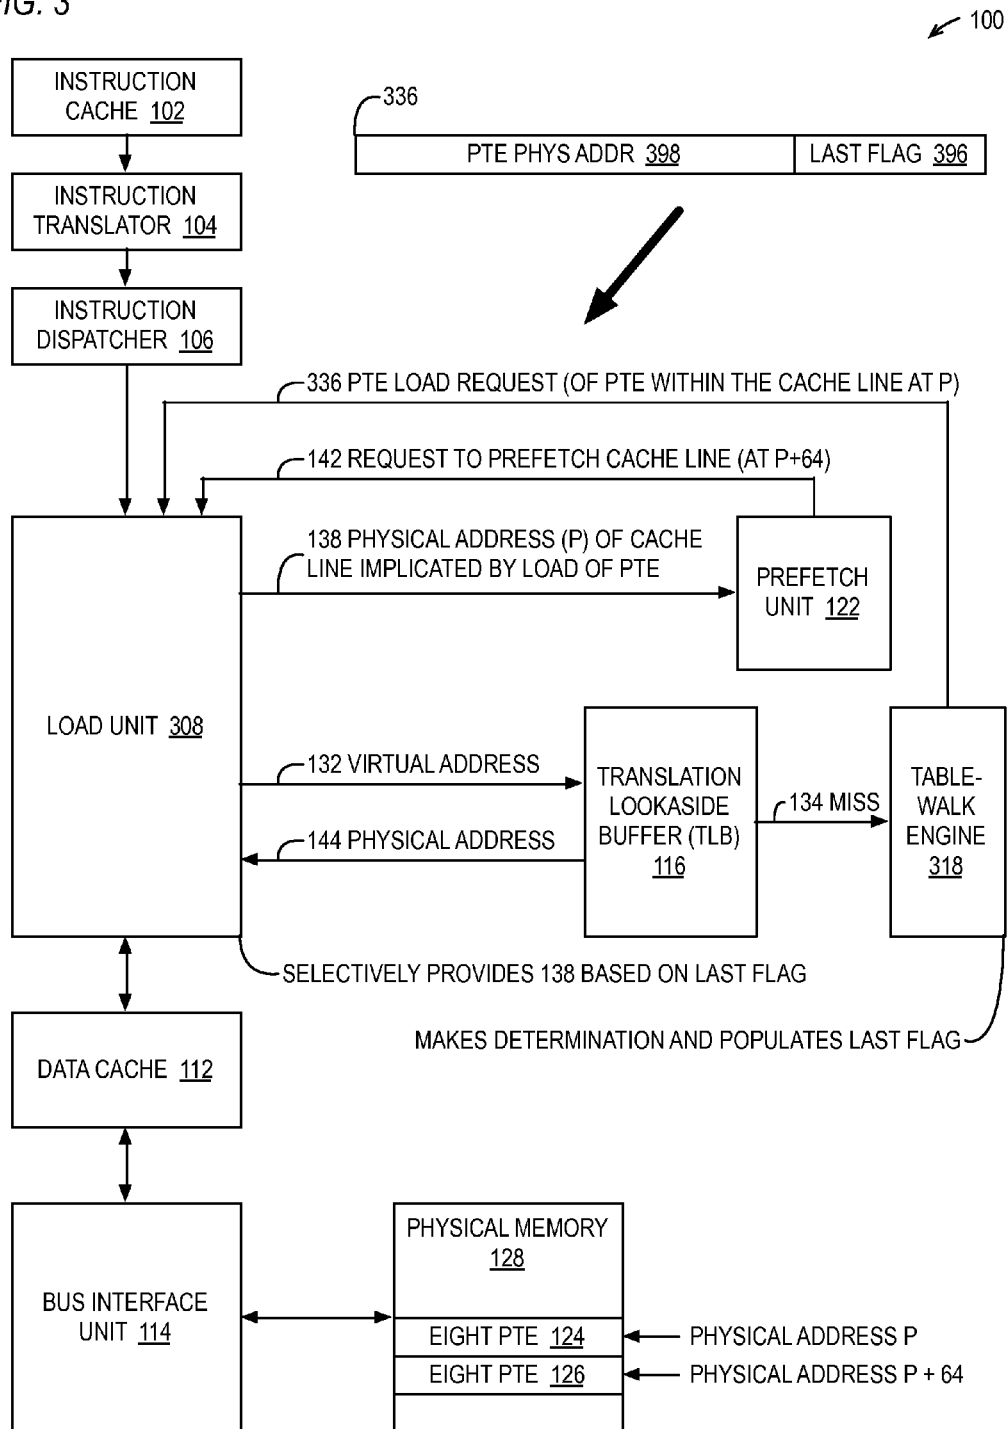 FIG. 3
100
INSTRUCTION
CACHE 102
336
PTE PHYS ADDR 398
LAST FLAG 396
INSTRUCTION
TRANSLATOR 104
INSTRUCTION
DISPATCHER 106
336 PTE LOAD REQUEST (OF PTE WITHIN THE CACHE LINE AT P)
142 REQUEST TO PREFETCH CACHE LINE (AT P+64)
138 PHYSICAL ADDRESS (P) OF CACHE
LINE IMPLICATED BY LOAD OF PTE
PREFETCH
UNIT 122
LOAD UNIT 308
132 VIRTUAL ADDRESS
144 PHYSICAL ADDRESS
TRANSLATION
LOOKASIDE
BUFFER (TLB)
116
134 MISS
TABLE-
WALK
ENGINE
318
SELECTIVELY PROVIDES 138 BASED ON LAST FLAG
MAKES DETERMINATION AND POPULATES LAST FLAG
DATA CACHE 112
BUS INTERFACE
UNIT 114
PHYSICAL MEMORY
128
EIGHT PTE 124
PHYSICAL ADDRESS P
EIGHT PTE 126
PHYSICAL ADDRESS P + 64